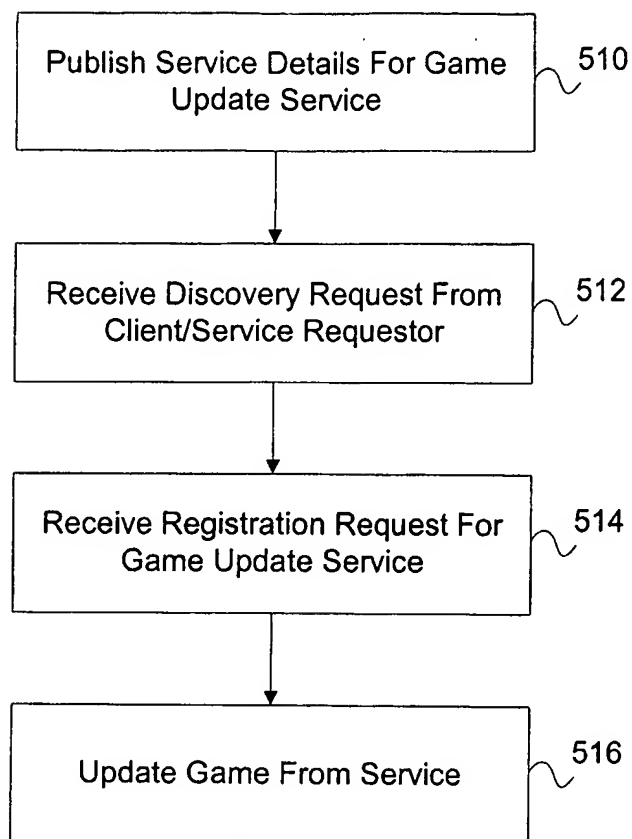 Publish Service Details For Game
Update Service
510
Receive Discovery Request From
Client/Service Requestor
512
Receive Registration Request For
Game Update Service
514
Update Game From Service
516